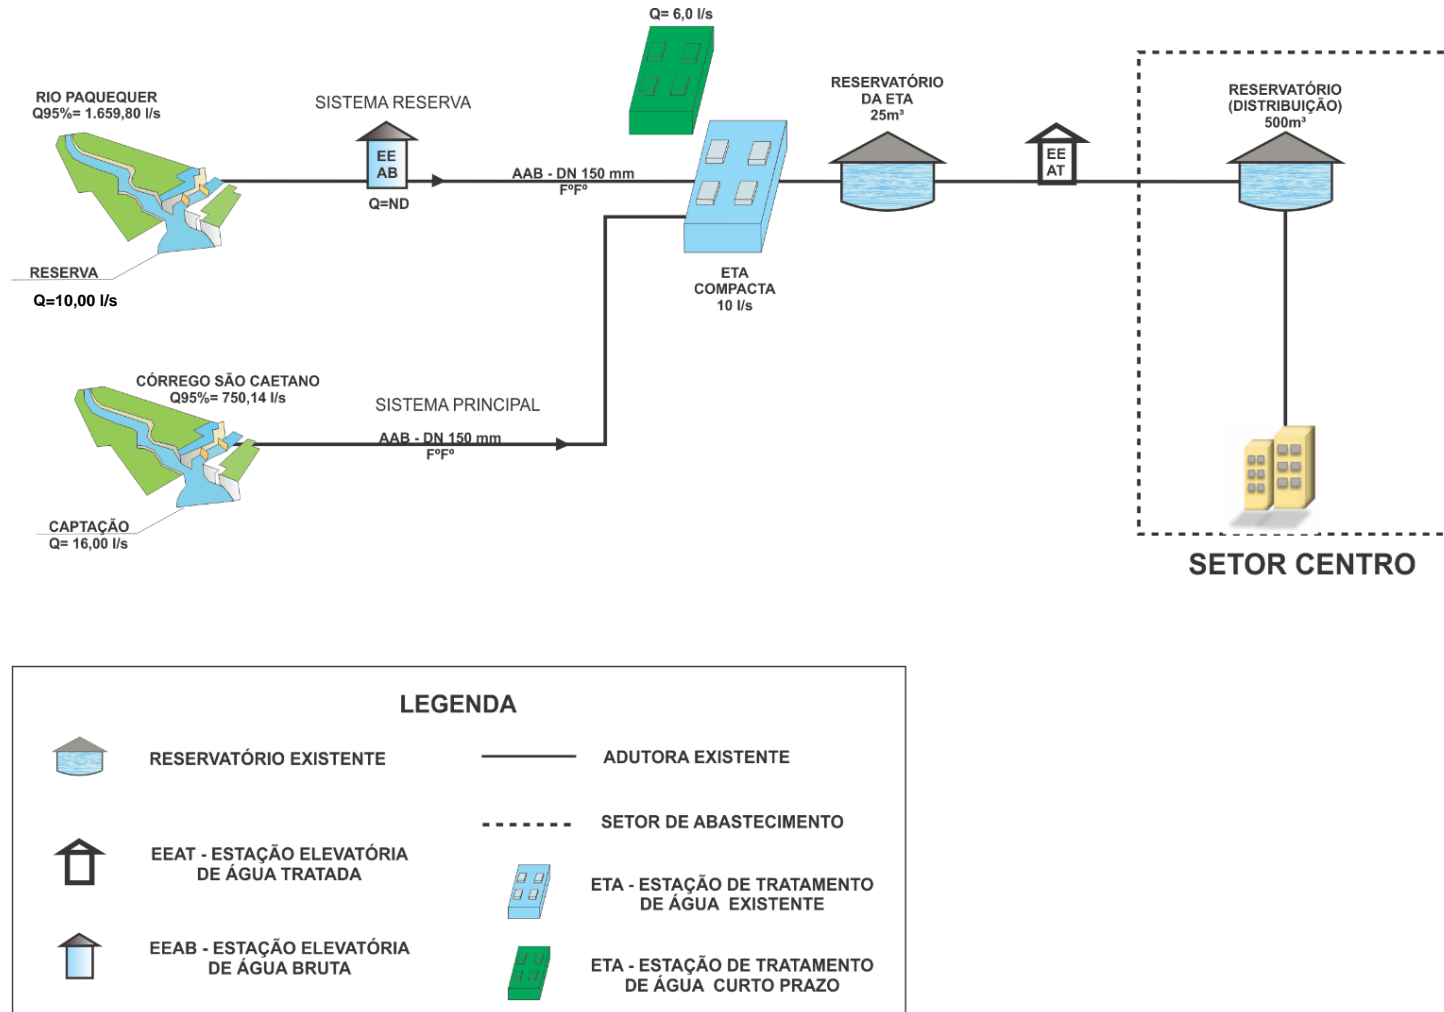 Q= 6,0 l/s
RIO PAQUEQUER
Q95%= 1.659,80 l/s
SISTEMA RESERVA
EE
AB
Q=ND
AAB - DN 150 mm
FºFº
RESERVA
Q=10,00 l/s
ETA
COMPACTA
10 l/s
RESERVATÓRIO
DA ETA
25m³
EE
AT
RESERVATÓRIO
(DISTRIBUIÇÃO)
500m³
CÓRREGO SÃO CAETANO
Q95%= 750,14 l/s
SISTEMA PRINCIPAL
AAB - DN 150 mm
FºFº
CAPTAÇÃO
Q= 16,00 l/s
SETOR CENTRO
LEGENDA
RESERVATÓRIO EXISTENTE
ADUTORA EXISTENTE
SETOR DE ABASTECIMENTO
EEAT - ESTAÇÃO ELEVATÓRIA
DE ÁGUA TRATADA
ETA - ESTAÇÃO DE TRATAMENTO
DE ÁGUA EXISTENTE
EEAB - ESTAÇÃO ELEVATÓRIA
DE ÁGUA BRUTA
ETA - ESTAÇÃO DE TRATAMENTO
DE ÁGUA CURTO PRAZO